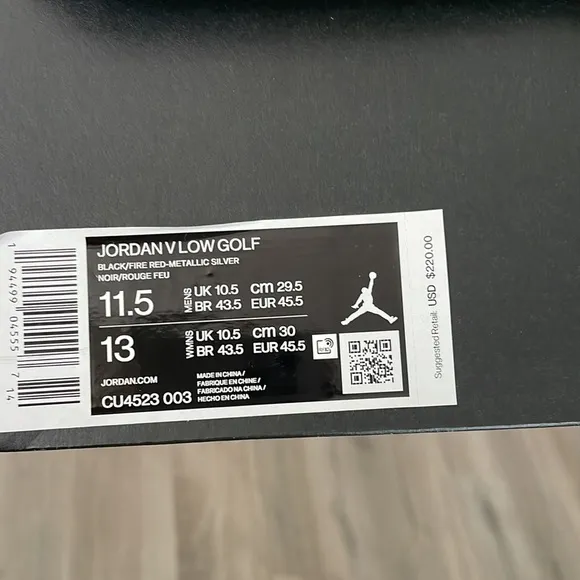 JORDAN V LOW GOLF
BLACK/FIRE RED-METALLIC SILVER
NOIR/ROUGE FEU
11.5 MENS UK 10.5 cm 29.5
BR 43.5 EUR 45.5
13 WMNS UK 10.5 cm 30
BR 43.5 EUR 45.5
JORDAN.COM
CU4523 003
MADE IN CHINA /
FABRIQUE EN CHINE /
FABRICADO NA CHINA /
HECHO EN CHINA
Suggested Retail: USD $220.00
1 94499 04555 7 14